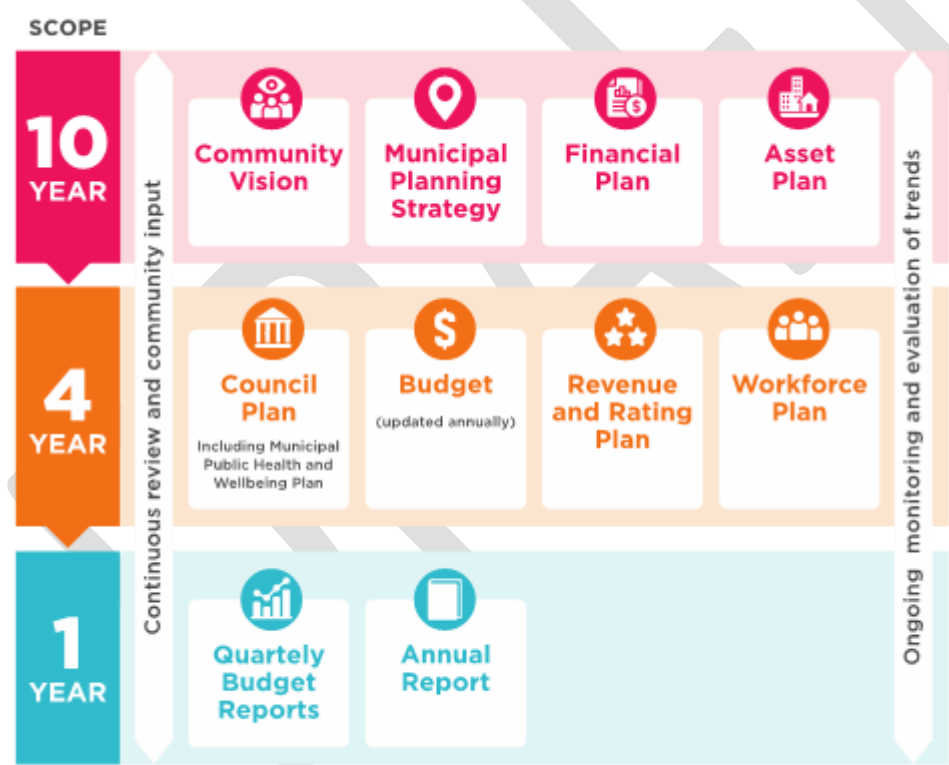 SCOPE
10
YEAR
Community
Vision
Municipal
Planning
Strategy
Financial
Plan
Asset
Plan
4
YEAR
Council
Plan
Including Municipal
Public Health and
Wellbeing Plan
Budget
(updated annually)
Revenue
and Rating
Plan
Workforce
Plan
1
YEAR
Quartely
Budget
Reports
Annual
Report
Continuous review and community input
Ongoing monitoring and evaluation of trends